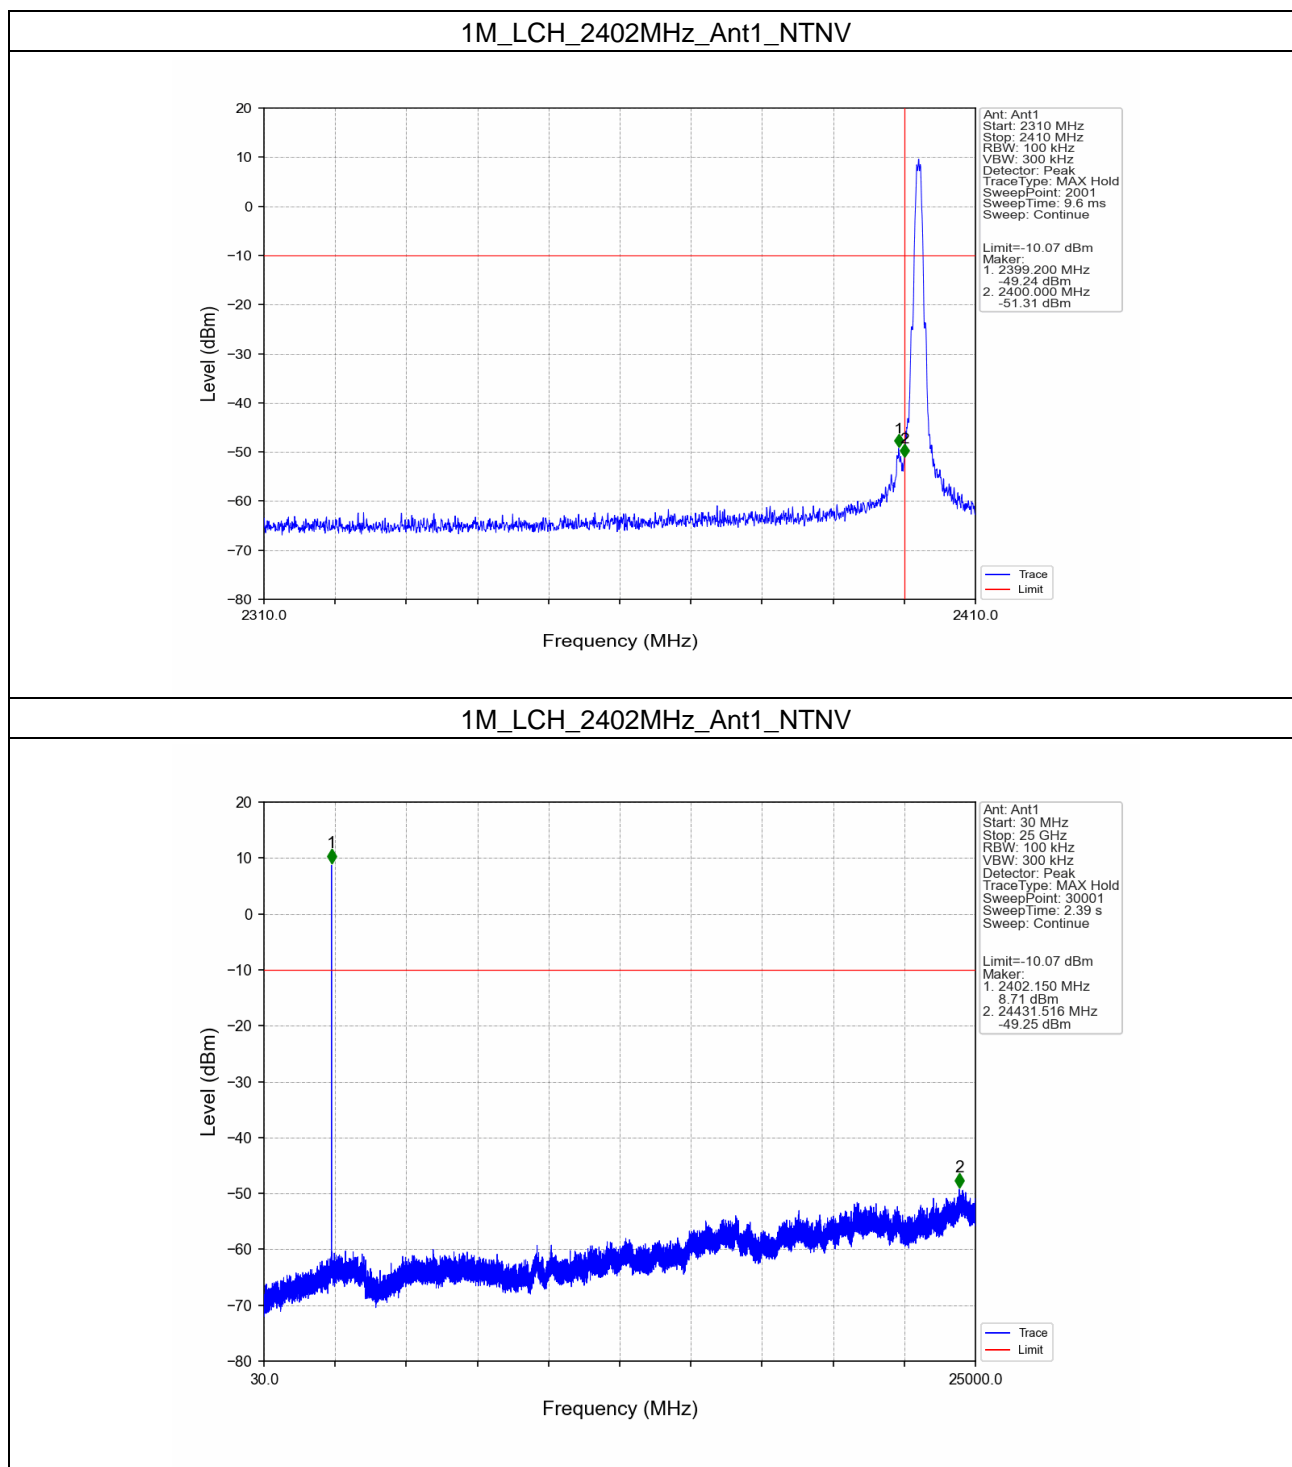 1M_LCH_2402MHz_Ant1_NTNV
20
10
0
−10
−20
−30
−40
−50
−60
−70
−80
Level (dBm)
1
2
2310.0
2410.0
Frequency (MHz)
Ant: Ant1
Start: 2310 MHz
Stop: 2410 MHz
RBW: 100 kHz
VBW: 300 kHz
Detector: Peak
TraceType: MAX Hold
SweepPoint: 2001
SweepTime: 9.6 ms
Sweep: Continue
Limit=-10.07 dBm
Maker:
1. 2399.200 MHz
-49.24 dBm
2. 2400.000 MHz
-51.31 dBm
Trace
Limit
1M_LCH_2402MHz_Ant1_NTNV
20
10
0
−10
−20
−30
−40
−50
−60
−70
−80
Level (dBm)
1
2
30.0
25000.0
Frequency (MHz)
Ant: Ant1
Start: 30 MHz
Stop: 25 GHz
RBW: 100 kHz
VBW: 300 kHz
Detector: Peak
TraceType: MAX Hold
SweepPoint: 30001
SweepTime: 2.39 s
Sweep: Continue
Limit=-10.07 dBm
Maker:
1. 2402.150 MHz
8.71 dBm
2. 24431.516 MHz
-49.25 dBm
Trace
Limit